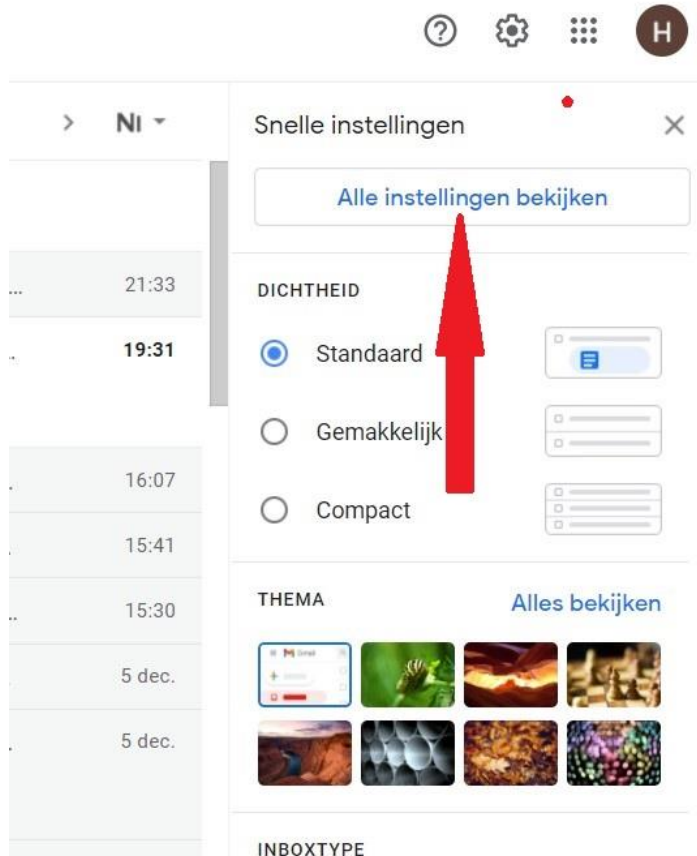 H
Nl
Snelle instellingen
Alle instellingen bekijken
...
21:33
19:31
DICHTHEID
Standaard
Gemakkelijk
Compact
16:07
15:41
15:30
5 dec.
5 dec.
THEMA
Alles bekijken
Gmail
INBOXTYPE